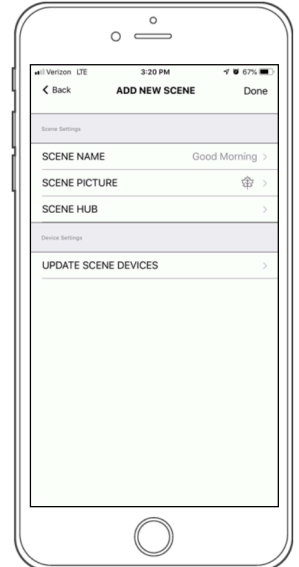 Verizon LTE 3:20 PM 67%
Back ADD NEW SCENE Done
Scene Settings
SCENE NAME Good Morning
SCENE PICTURE
SCENE HUB
Device Settings
UPDATE SCENE DEVICES